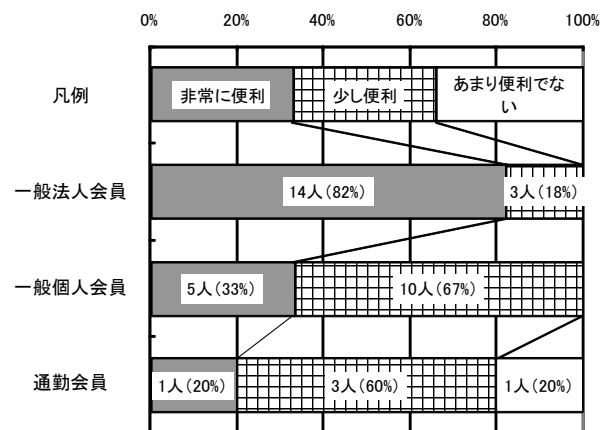 0% 20% 40% 60% 80% 100%
凡例 非常に便利 少し便利 あまり便利でな
い
一般法人会員 14人(82%) 3人(18%)
一般個人会員 5人(33%) 10人(67%)
通勤会員 1人(20%) 3人(60%) 1人(20%)